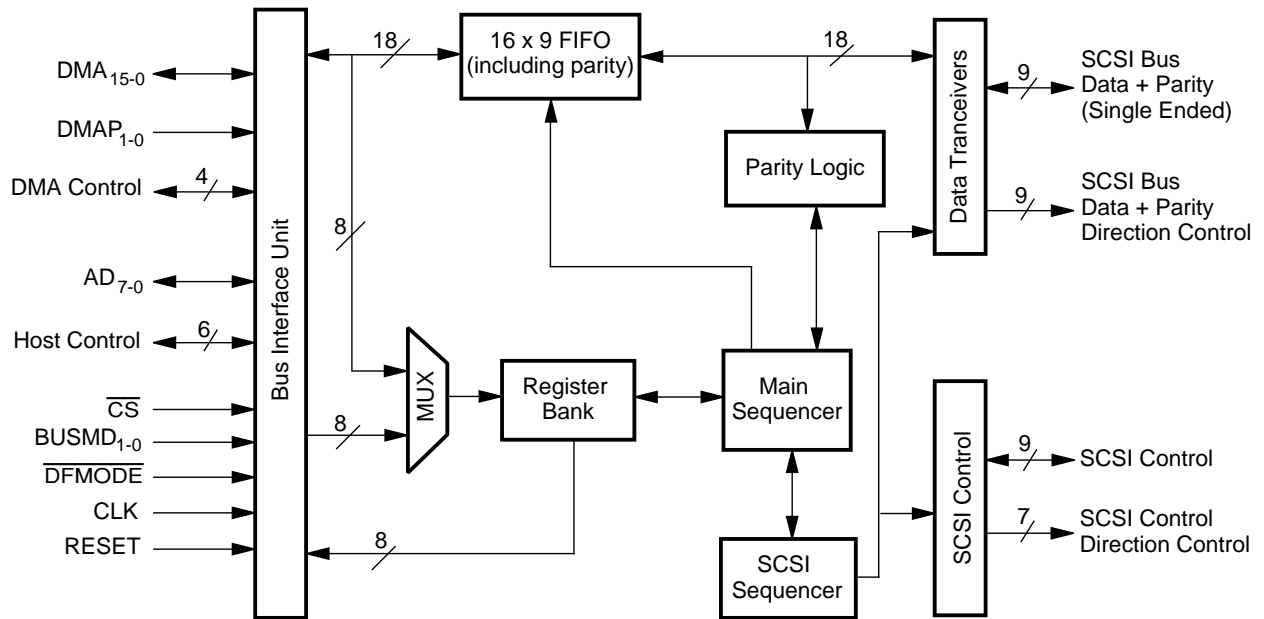 DMA15-0
DMAP1-0
DMA Control
4
AD7-0
Host Control
6
CS
BUSMD1-0
DFMODE
CLK
RESET
Bus Interface Unit
18
16 x 9 FIFO
(including parity)
18
8
8
8
MUX
Register
Bank
Parity Logic
Main
Sequencer
SCSI
Sequencer
Data Tranceivers
9
SCSI Bus
Data + Parity
(Single Ended)
9
SCSI Bus
Data + Parity
Direction Control
SCSI Control
9
SCSI Control
7
SCSI Control
Direction Control